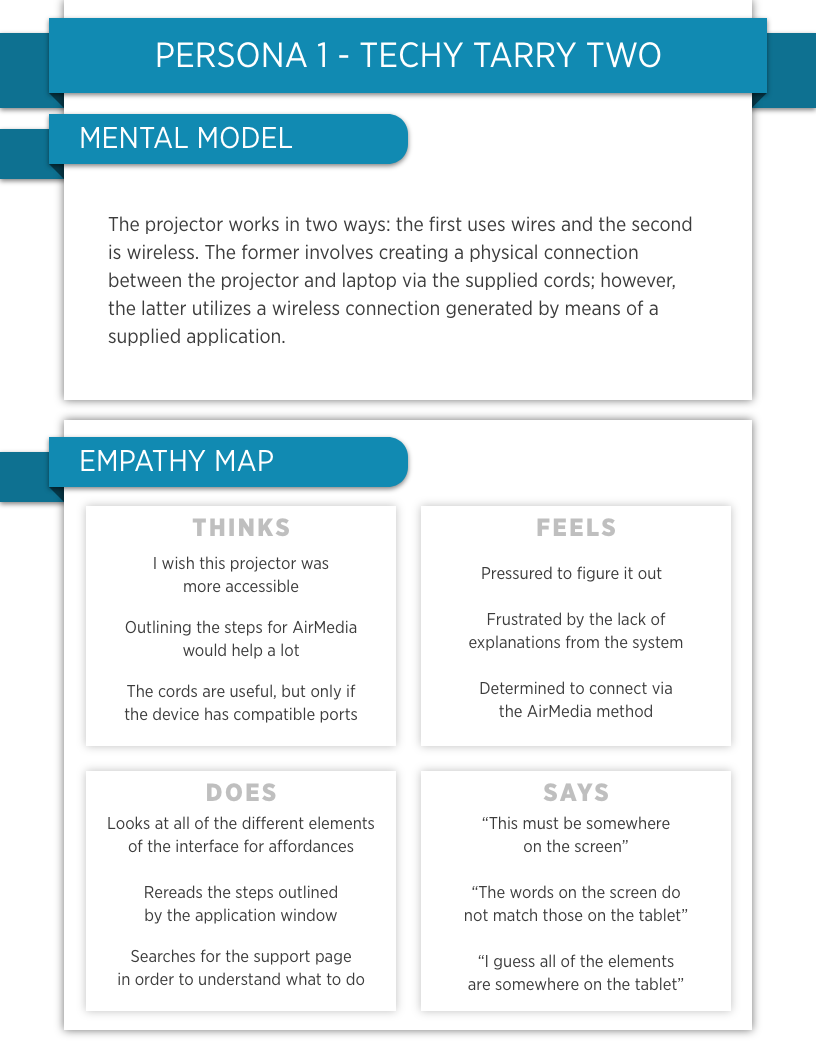 PERSONA 1 - TECHY TARRY TWO
MENTAL MODEL
The projector works in two ways: the first uses wires and the second
is wireless. The former involves creating a physical connection
between the projector and laptop via the supplied cords; however,
the latter utilizes a wireless connection generated by means of a
supplied application.
EMPATHY MAP
THINKS
I wish this projector was
more accessible
Outlining the steps for AirMedia
would help a lot
The cords are useful, but only if
the device has compatible ports
FEELS
Pressured to figure it out
Frustrated by the lack of
explanations from the system
Determined to connect via
the AirMedia method
DOES
Looks at all of the different elements
of the interface for affordances
Rereads the steps outlined
by the application window
Searches for the support page
in order to understand what to do
SAYS
“This must be somewhere
on the screen”
“The words on the screen do
not match those on the tablet”
“I guess all of the elements
are somewhere on the tablet”